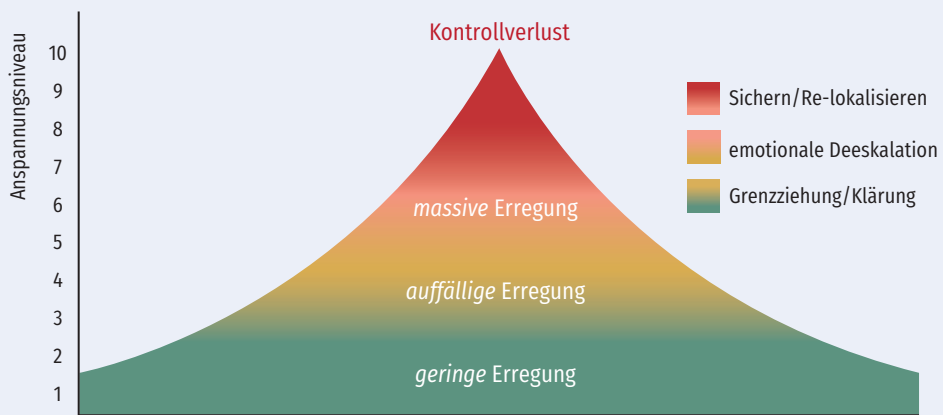 Kontrollverlust
Anspannungsniveau
10
9
8
7
6
5
4
3
2
1
massive Erregung
auffällige Erregung
geringe Erregung
Sichern/Re-lokalisieren
emotionale Deeskalation
Grenzziehung/Klärung